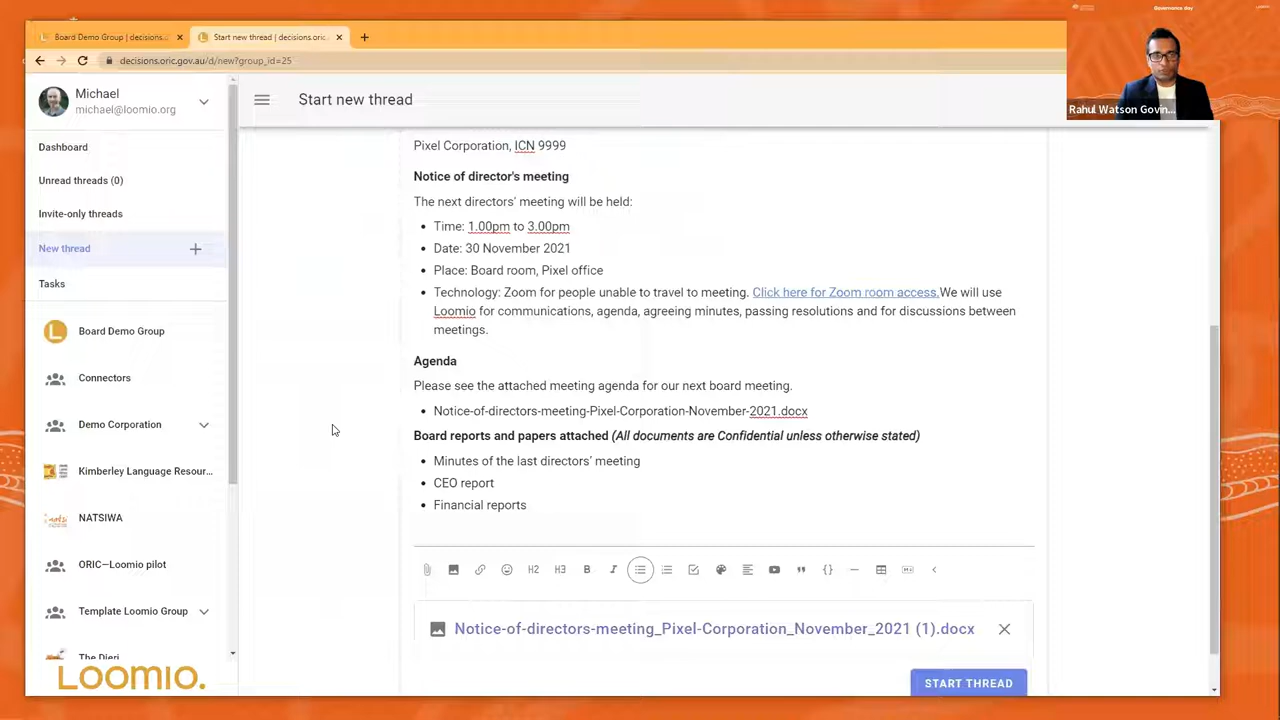 Governance day
LOOMIO
Board Demo Group | decisions...
Start new thread | decisions.oric.
decisions.oric.gov.au/d/new?group_id=25
Rahul Watson Govin...
Michael
michael@loomio.org
Start new thread
Dashboard
Unread threads (0)
Invite-only threads
New thread
Tasks
Board Demo Group
Connectors
Demo Corporation
Kimberley Language Resour...
NATSIWA
ORIC—Loomio pilot
Template Loomio Group
The Dieri
LOOMIO.
Pixel Corporation, ICN 9999
Notice of director's meeting
The next directors' meeting will be held:
Time: 1.00pm to 3.00pm
Date: 30 November 2021
Place: Board room, Pixel office
Technology: Zoom for people unable to travel to meeting. Click here for Zoom room access.We will use
Loomio for communications, agenda, agreeing minutes, passing resolutions and for discussions between
meetings.
Agenda
Please see the attached meeting agenda for our next board meeting.
Notice-of-directors-meeting-Pixel-Corporation-November-2021.docx
Board reports and papers attached (All documents are Confidential unless otherwise stated)
Minutes of the last directors' meeting
CEO report
Financial reports
H2 H3 B I
Notice-of-directors-meeting_Pixel-Corporation_November_2021 (1).docx
START THREAD